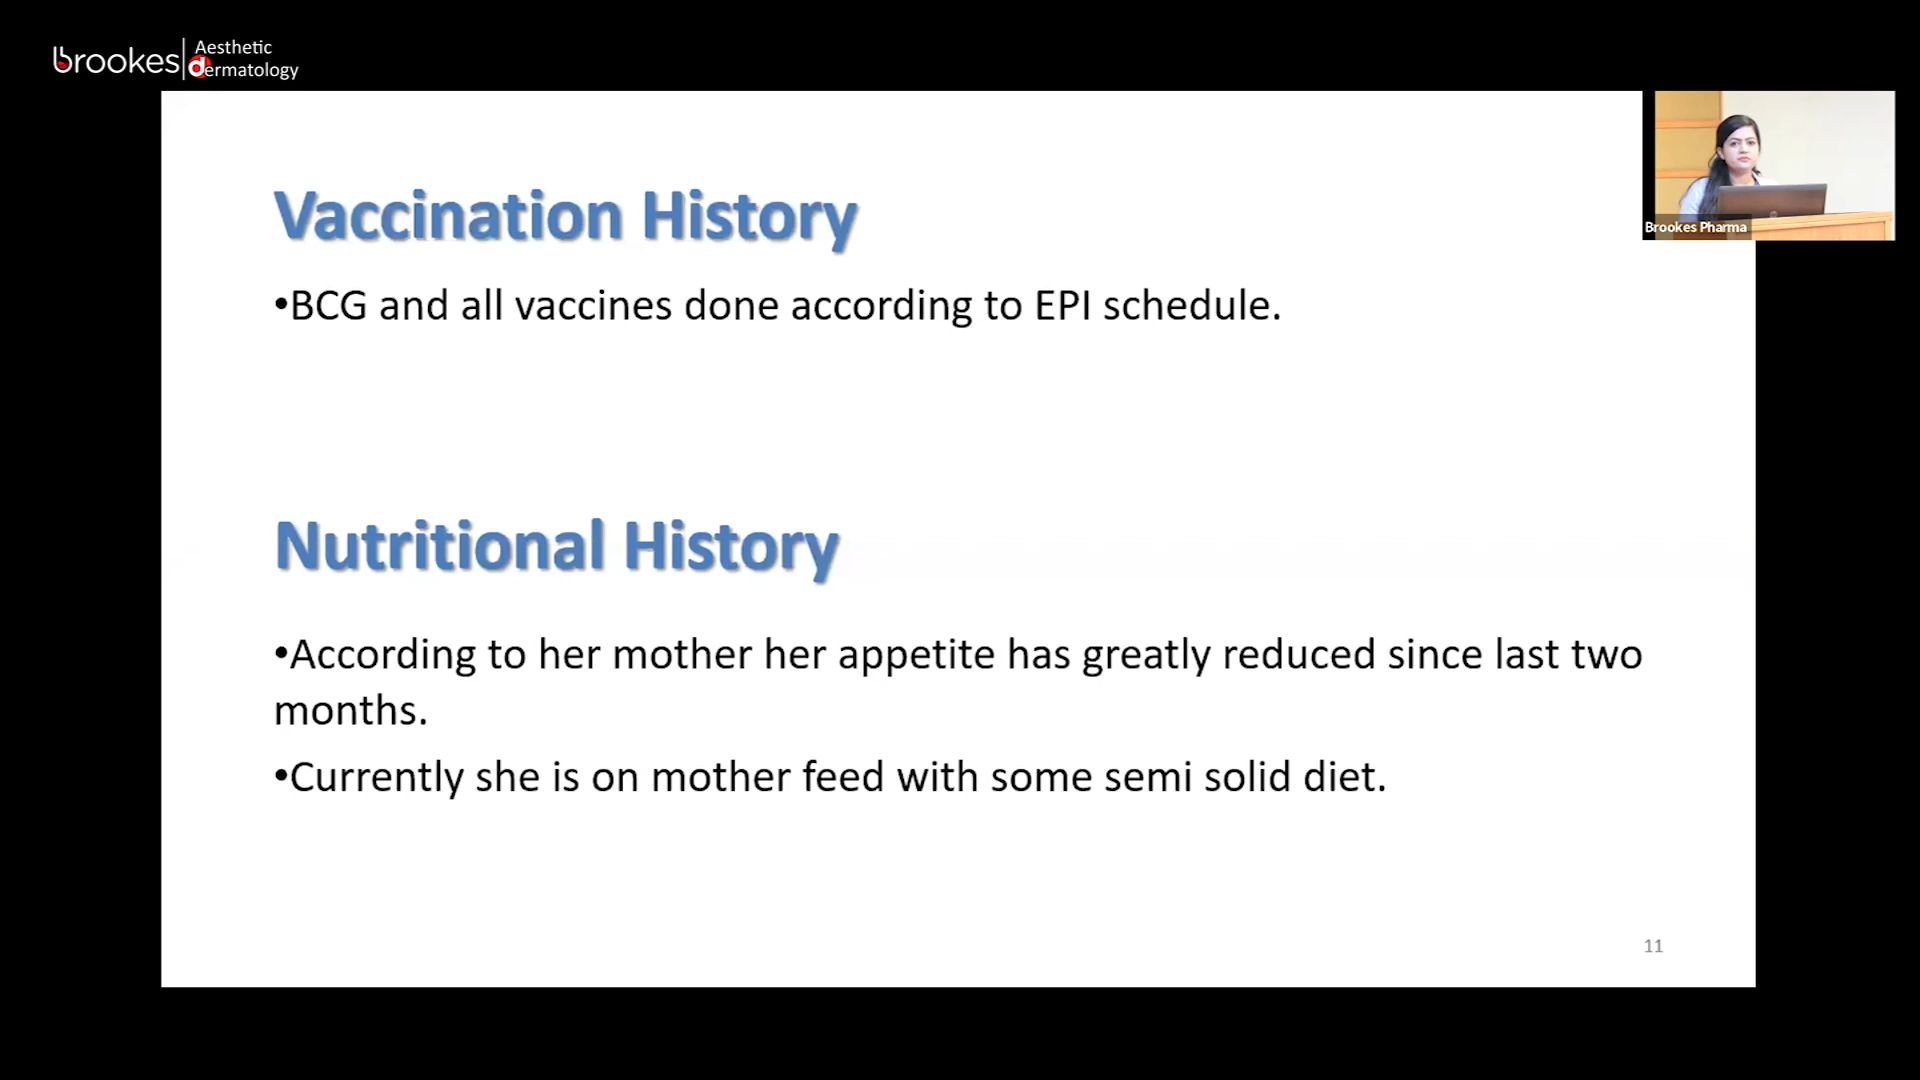 brookes
Aesthetic
dermatology
Vaccination History
•BCG and all vaccines done according to EPI schedule.
Brookes Pharma
Nutritional History
•According to her mother her appetite has greatly reduced since last two
months.
•Currently she is on mother feed with some semi solid diet.
11